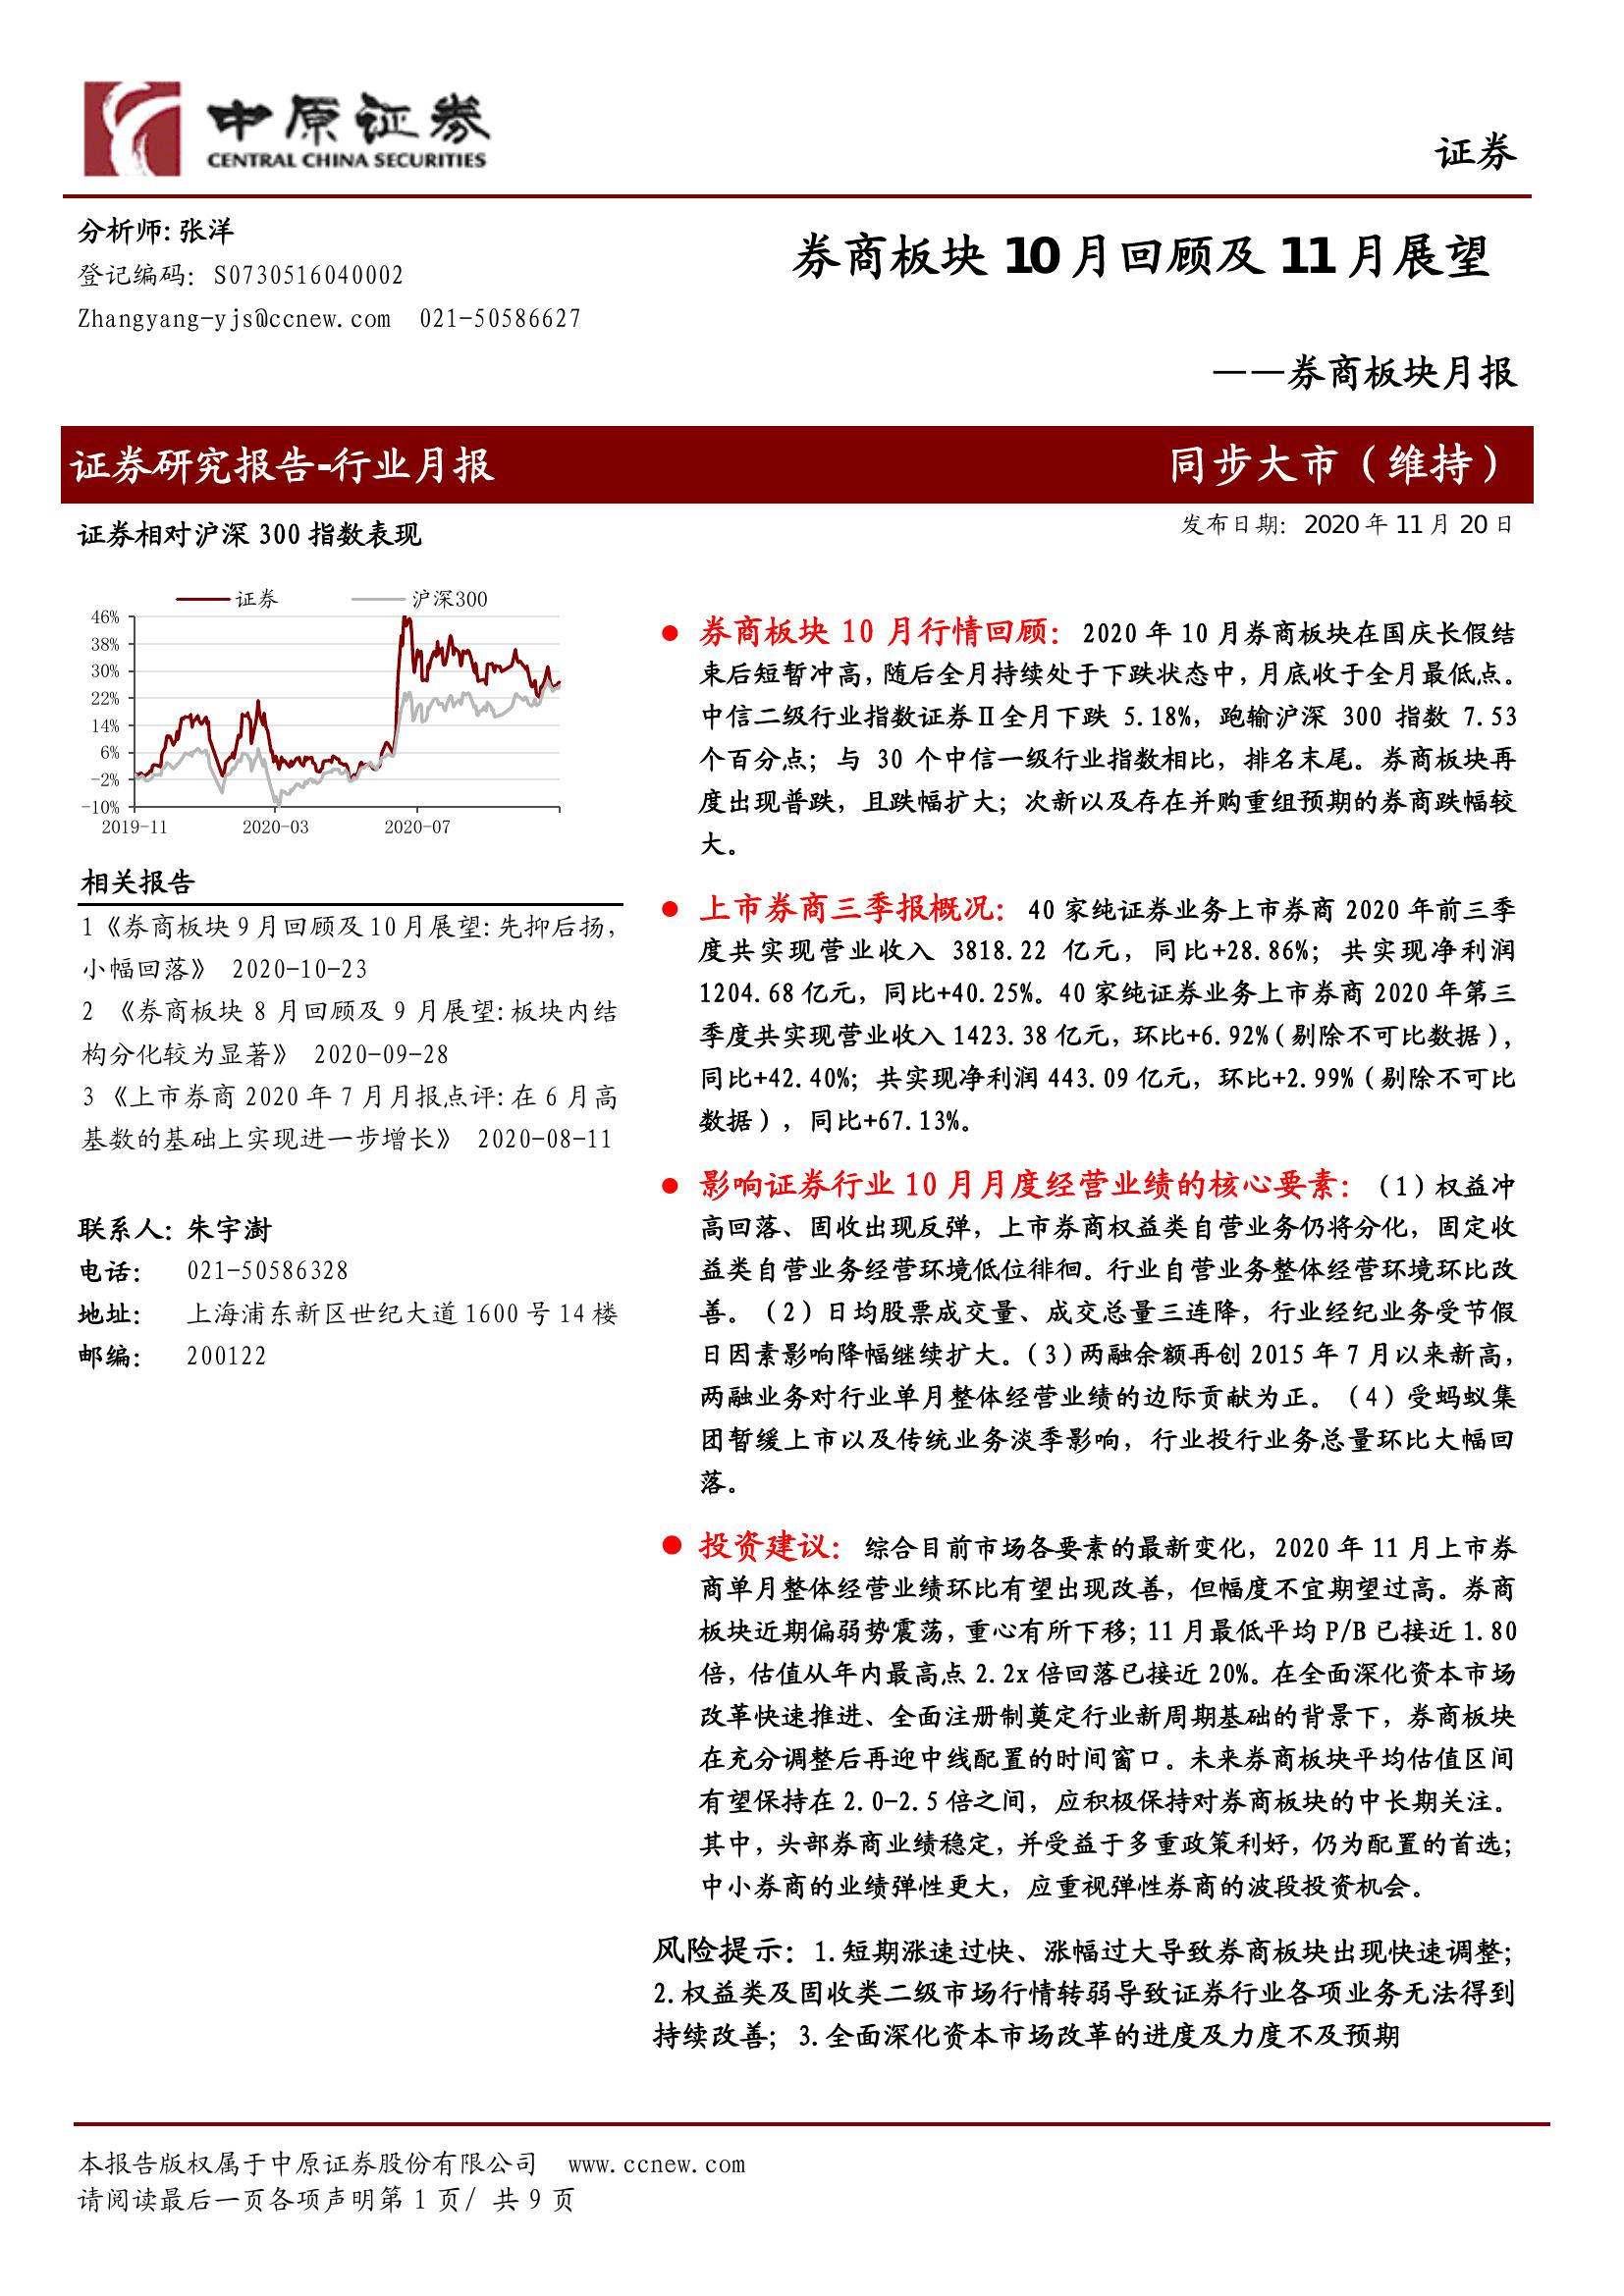 中原证券
CENTRAL CHINA SECURITIES
证券
分析师:张洋
登记编码：S0730516040002
Zhangyang-yjs@ccnew.com 021-50586627
券商板块 10 月回顾及 11 月展望
——券商板块月报
证券研究报告-行业月报
同步大市（维持）
证券相对沪深 300 指数表现
发布日期：2020 年 11 月 20 日
证券 沪深300
46%
38%
30%
22%
14%
6%
-2%
-10%
2019-11 2020-03 2020-07
相关报告
1《券商板块 9 月回顾及 10 月展望:先抑后扬，
小幅回落》 2020-10-23
2 《券商板块 8 月回顾及 9 月展望:板块内结
构分化较为显著》 2020-09-28
3《上市券商 2020 年 7 月月报点评:在 6 月高
基数的基础上实现进一步增长》 2020-08-11
联系人：朱宇澍
电话： 021-50586328
地址： 上海浦东新区世纪大道 1600 号 14 楼
邮编： 200122
● 券商板块 10 月行情回顾：2020 年 10 月券商板块在国庆长假结
束后短暂冲高，随后全月持续处于下跌状态中，月底收于全月最低点。
中信二级行业指数证券Ⅱ全月下跌 5.18%，跑输沪深 300 指数 7.53
个百分点；与 30 个中信一级行业指数相比，排名末尾。券商板块再
度出现普跌，且跌幅扩大；次新以及存在并购重组预期的券商跌幅较
大。
● 上市券商三季报概况：40 家纯证券业务上市券商 2020 年前三季
度共实现营业收入 3818.22 亿元，同比+28.86%；共实现净利润
1204.68 亿元，同比+40.25%。40 家纯证券业务上市券商 2020 年第三
季度共实现营业收入 1423.38 亿元，环比+6.92%（剔除不可比数据），
同比+42.40%；共实现净利润 443.09 亿元，环比+2.99%（剔除不可比
数据），同比+67.13%。
● 影响证券行业 10 月月度经营业绩的核心要素：（1）权益冲
高回落、固收出现反弹，上市券商权益类自营业务仍将分化，固定收
益类自营业务经营环境低位徘徊。行业自营业务整体经营环境环比改
善。（2）日均股票成交量、成交总量三连降，行业经纪业务受节假
日因素影响降幅继续扩大。（3）两融余额再创 2015 年 7 月以来新高，
两融业务对行业单月整体经营业绩的边际贡献为正。（4）受蚂蚁集
团暂缓上市以及传统业务淡季影响，行业投行业务总量环比大幅回
落。
● 投资建议：综合目前市场各要素的最新变化，2020 年 11 月上市券
商单月整体经营业绩环比有望出现改善，但幅度不宜期望过高。券商
板块近期偏弱势震荡，重心有所下移；11 月最低平均 P/B 已接近 1.80
倍，估值从年内最高点 2.2x 倍回落已接近 20%。在全面深化资本市场
改革快速推进、全面注册制奠定行业新周期基础的背景下，券商板块
在充分调整后再迎中线配置的时间窗口。未来券商板块平均估值区间
有望保持在 2.0-2.5 倍之间，应积极保持对券商板块的中长期关注。
其中，头部券商业绩稳定，并受益于多重政策利好，仍为配置的首选；
中小券商的业绩弹性更大，应重视弹性券商的波段投资机会。
风险提示：1.短期涨速过快、涨幅过大导致券商板块出现快速调整；
2.权益类及固收类二级市场行情转弱导致证券行业各项业务无法得到
持续改善；3.全面深化资本市场改革的进度及力度不及预期
本报告版权属于中原证券股份有限公司 www.ccnew.com
请阅读最后一页各项声明第 1 页/ 共 9 页